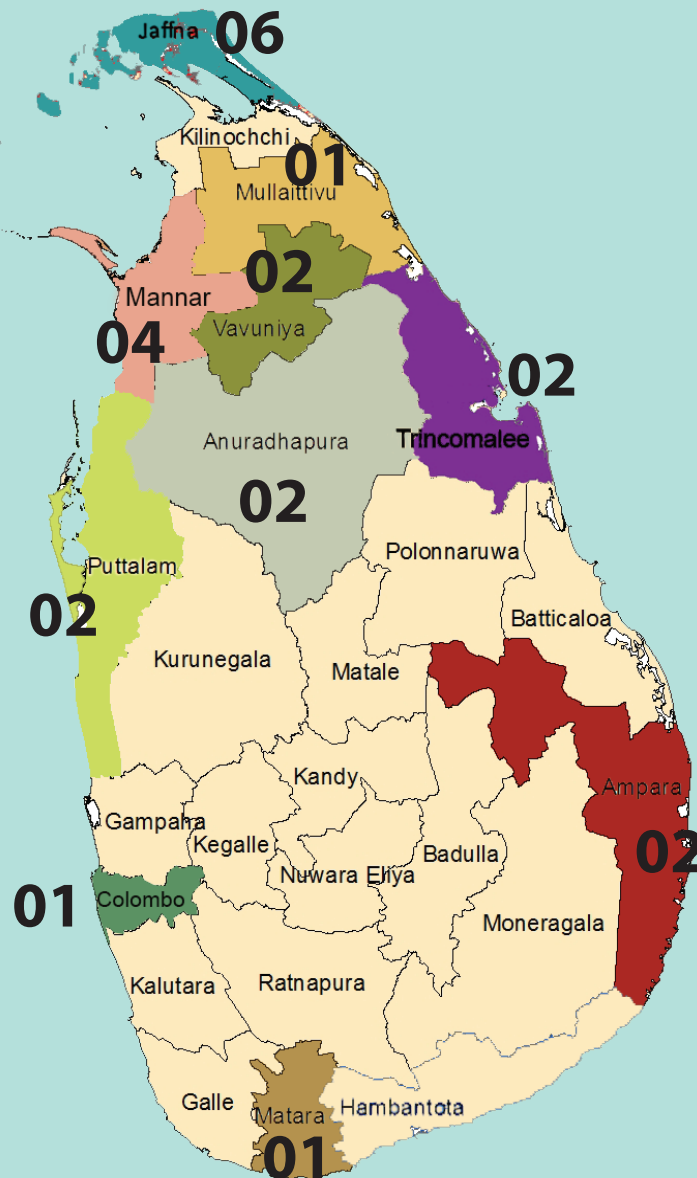 Jaffna 06
Kilinochchi
01
Mullaittivu
02
Mannar
Vavuniya
04
02
Anuradhapura
Trincomalee
02
Polonnaruwa
Puttalam
02
Batticaloa
Kurunegala
Matale
Kandy
Ampara
Gampaha
Kegalle
02
Badulla
Nuwara Eliya
Colombo
01
Moneragala
Kalutara
Ratnapura
Galle
Matara
Hambantota
01